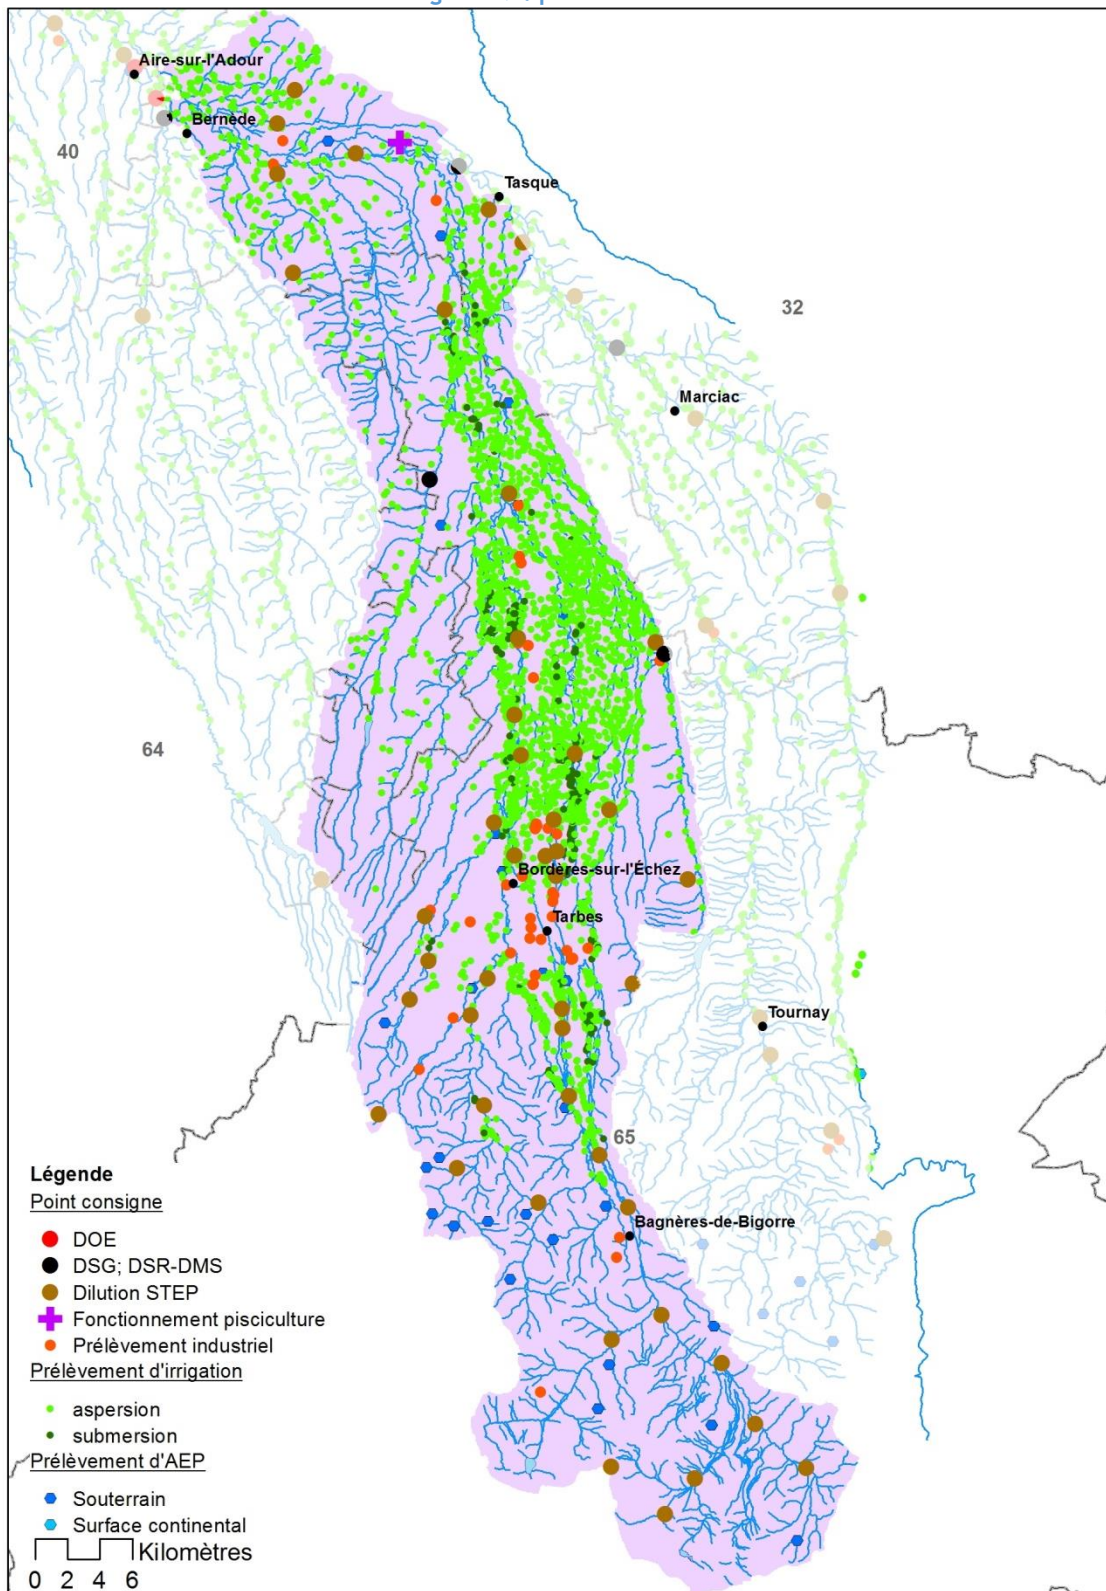 Aire-sur-l'Adour
Bernède
40
Tasque
32
Marciac
64
Bordères-sur-l'Échez
Tarbes
Tournay
65
Bagnères-de-Bigorre
Légende
Point consigne
DOE
DSG; DSR-DMS
Dilution STEP
Fonctionnement pisciculture
Prélèvement industriel
Prélèvement d'irrigation
aspersion
submersion
Prélèvement d'AEP
Souterrain
Surface continental
Kilomètres
0 2 4 6